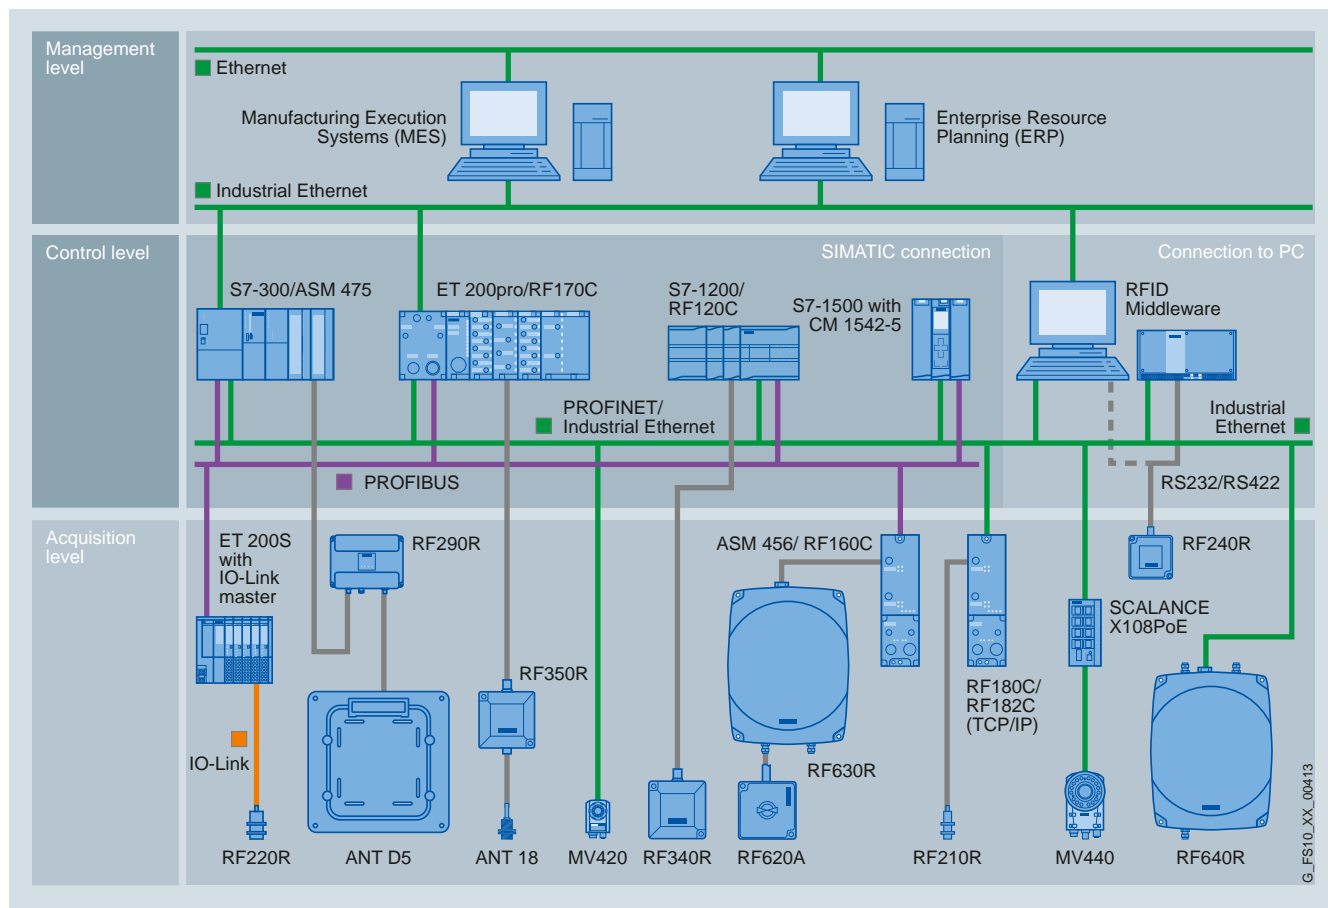 Management
level
Ethernet
Manufacturing Execution
Systems (MES)
Enterprise Resource
Planning (ERP)
Industrial Ethernet
Control level
SIMATIC connection
Connection to PC
S7-300/ASM 475
ET 200pro/RF170C
S7-1200/
RF120C
S7-1500 with
CM 1542-5
RFID
Middleware
PROFINET/
Industrial Ethernet
Industrial
Ethernet
PROFIBUS
RS232/RS422
Acquisition
level
ET 200S
with
IO-Link
master
RF290R
ASM 456/ RF160C
RF240R
SCALANCE
X108PoE
RF350R
RF180C/
RF182C
(TCP/IP)
IO-Link
RF630R
RF220R
ANT D5
ANT 18
MV420
RF340R
RF620A
RF210R
MV440
RF640R
G_FS10_XX_00413